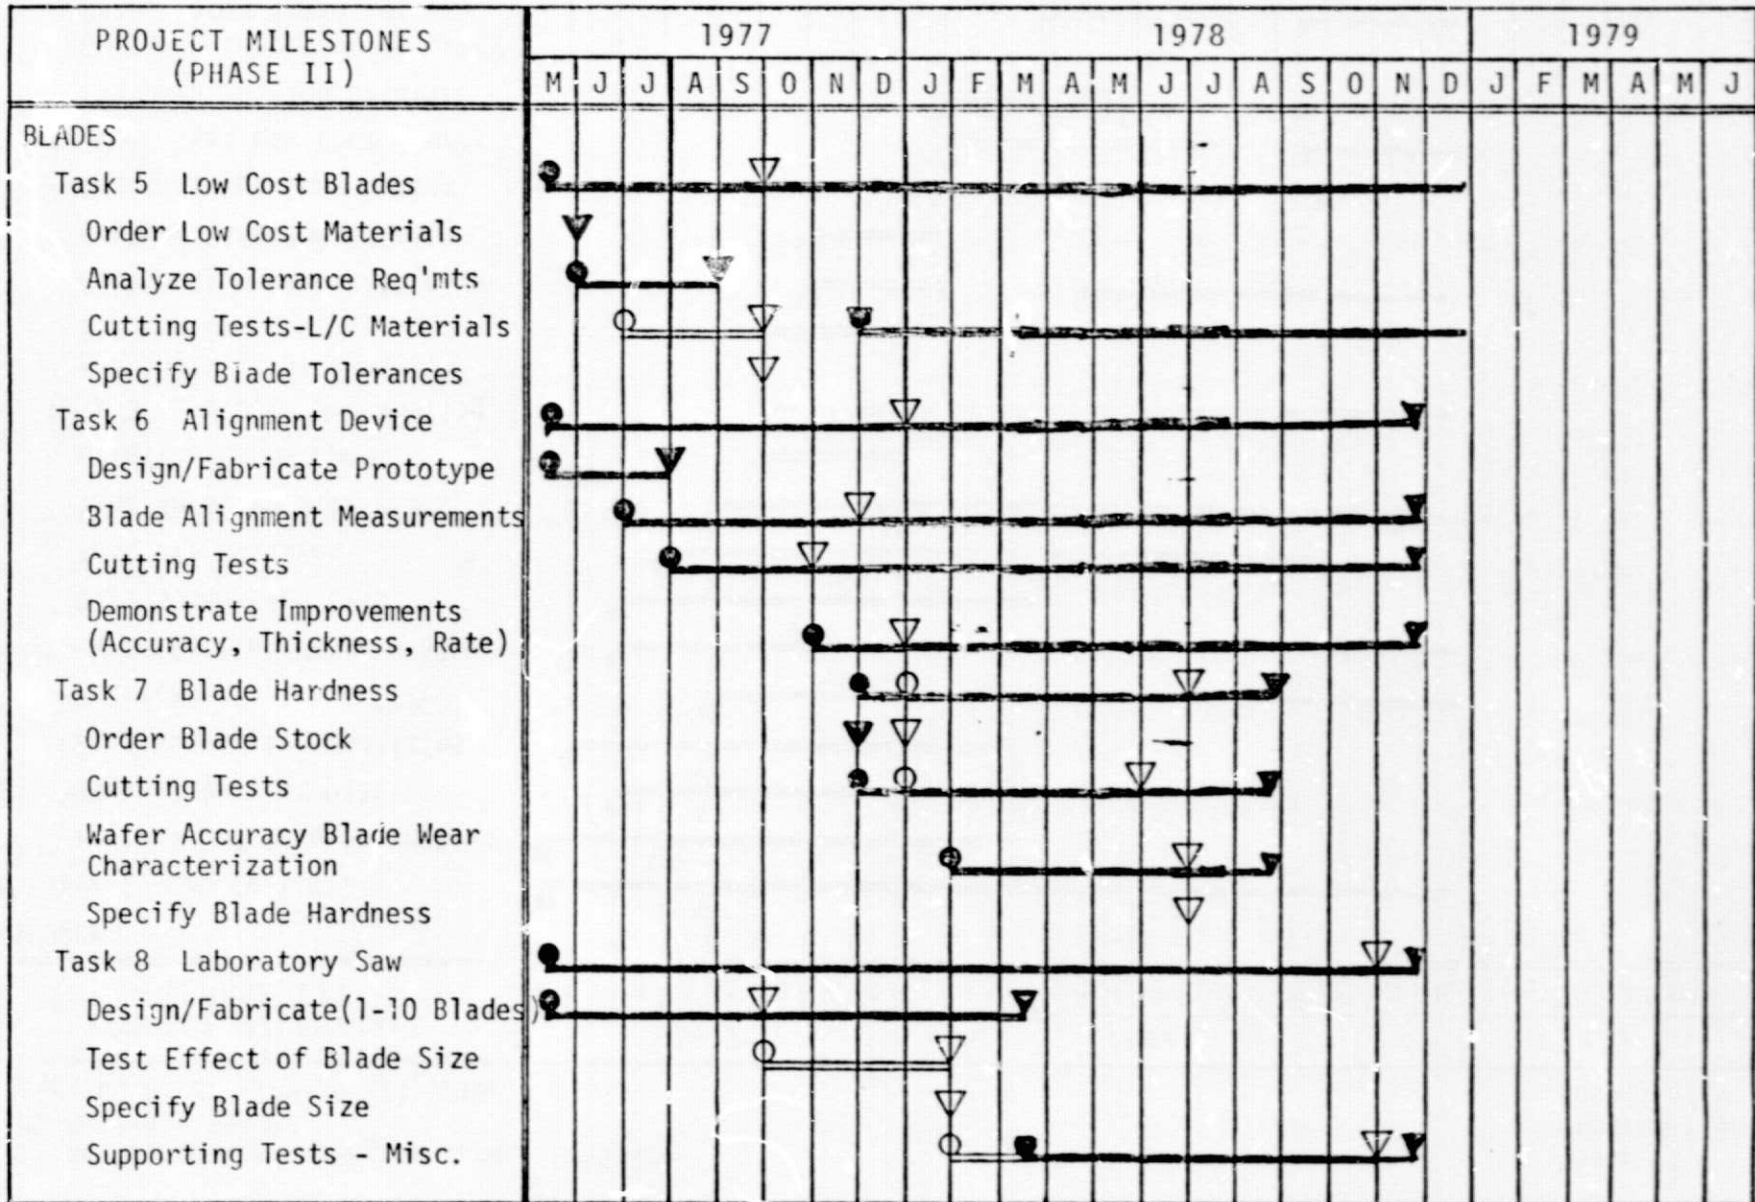 PROJECT MILESTONES
(PHASE II)
1977 1978 1979
M J J A S O N D J F M A M J J A S O N D J F M A M J
BLADES
Task 5 Low Cost Blades
Order Low Cost Materials
Analyze Tolerance Req'mts
Cutting Tests-L/C Materials
Specify Blade Tolerances
Task 6 Alignment Device
Design/Fabricate Prototype
Blade Alignment Measurements
Cutting Tests
Demonstrate Improvements
(Accuracy, Thickness, Rate)
Task 7 Blade Hardness
Order Blade Stock
Cutting Tests
Wafer Accuracy Blade Wear
Characterization
Specify Blade Hardness
Task 8 Laboratory Saw
Design/Fabricate(1-10 Blades)
Test Effect of Blade Size
Specify Blade Size
Supporting Tests - Misc.